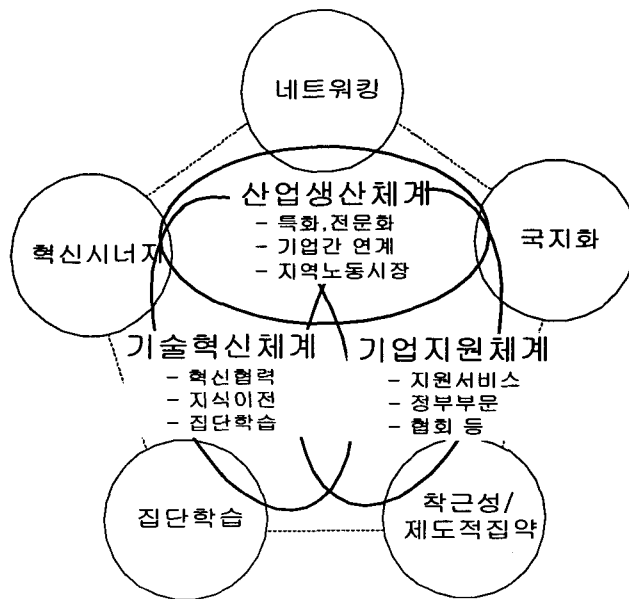 네트워킹
산업생산체계
- 특화,전문화
- 기업간 연계
- 지역노동시장
혁신시너지
국지화
기술혁신체계
- 혁신협력
- 지식이전
- 집단학습
기업지원체계
- 지원서비스
- 정부부문
- 협회 등
집단학습
착근성/
제도적집약